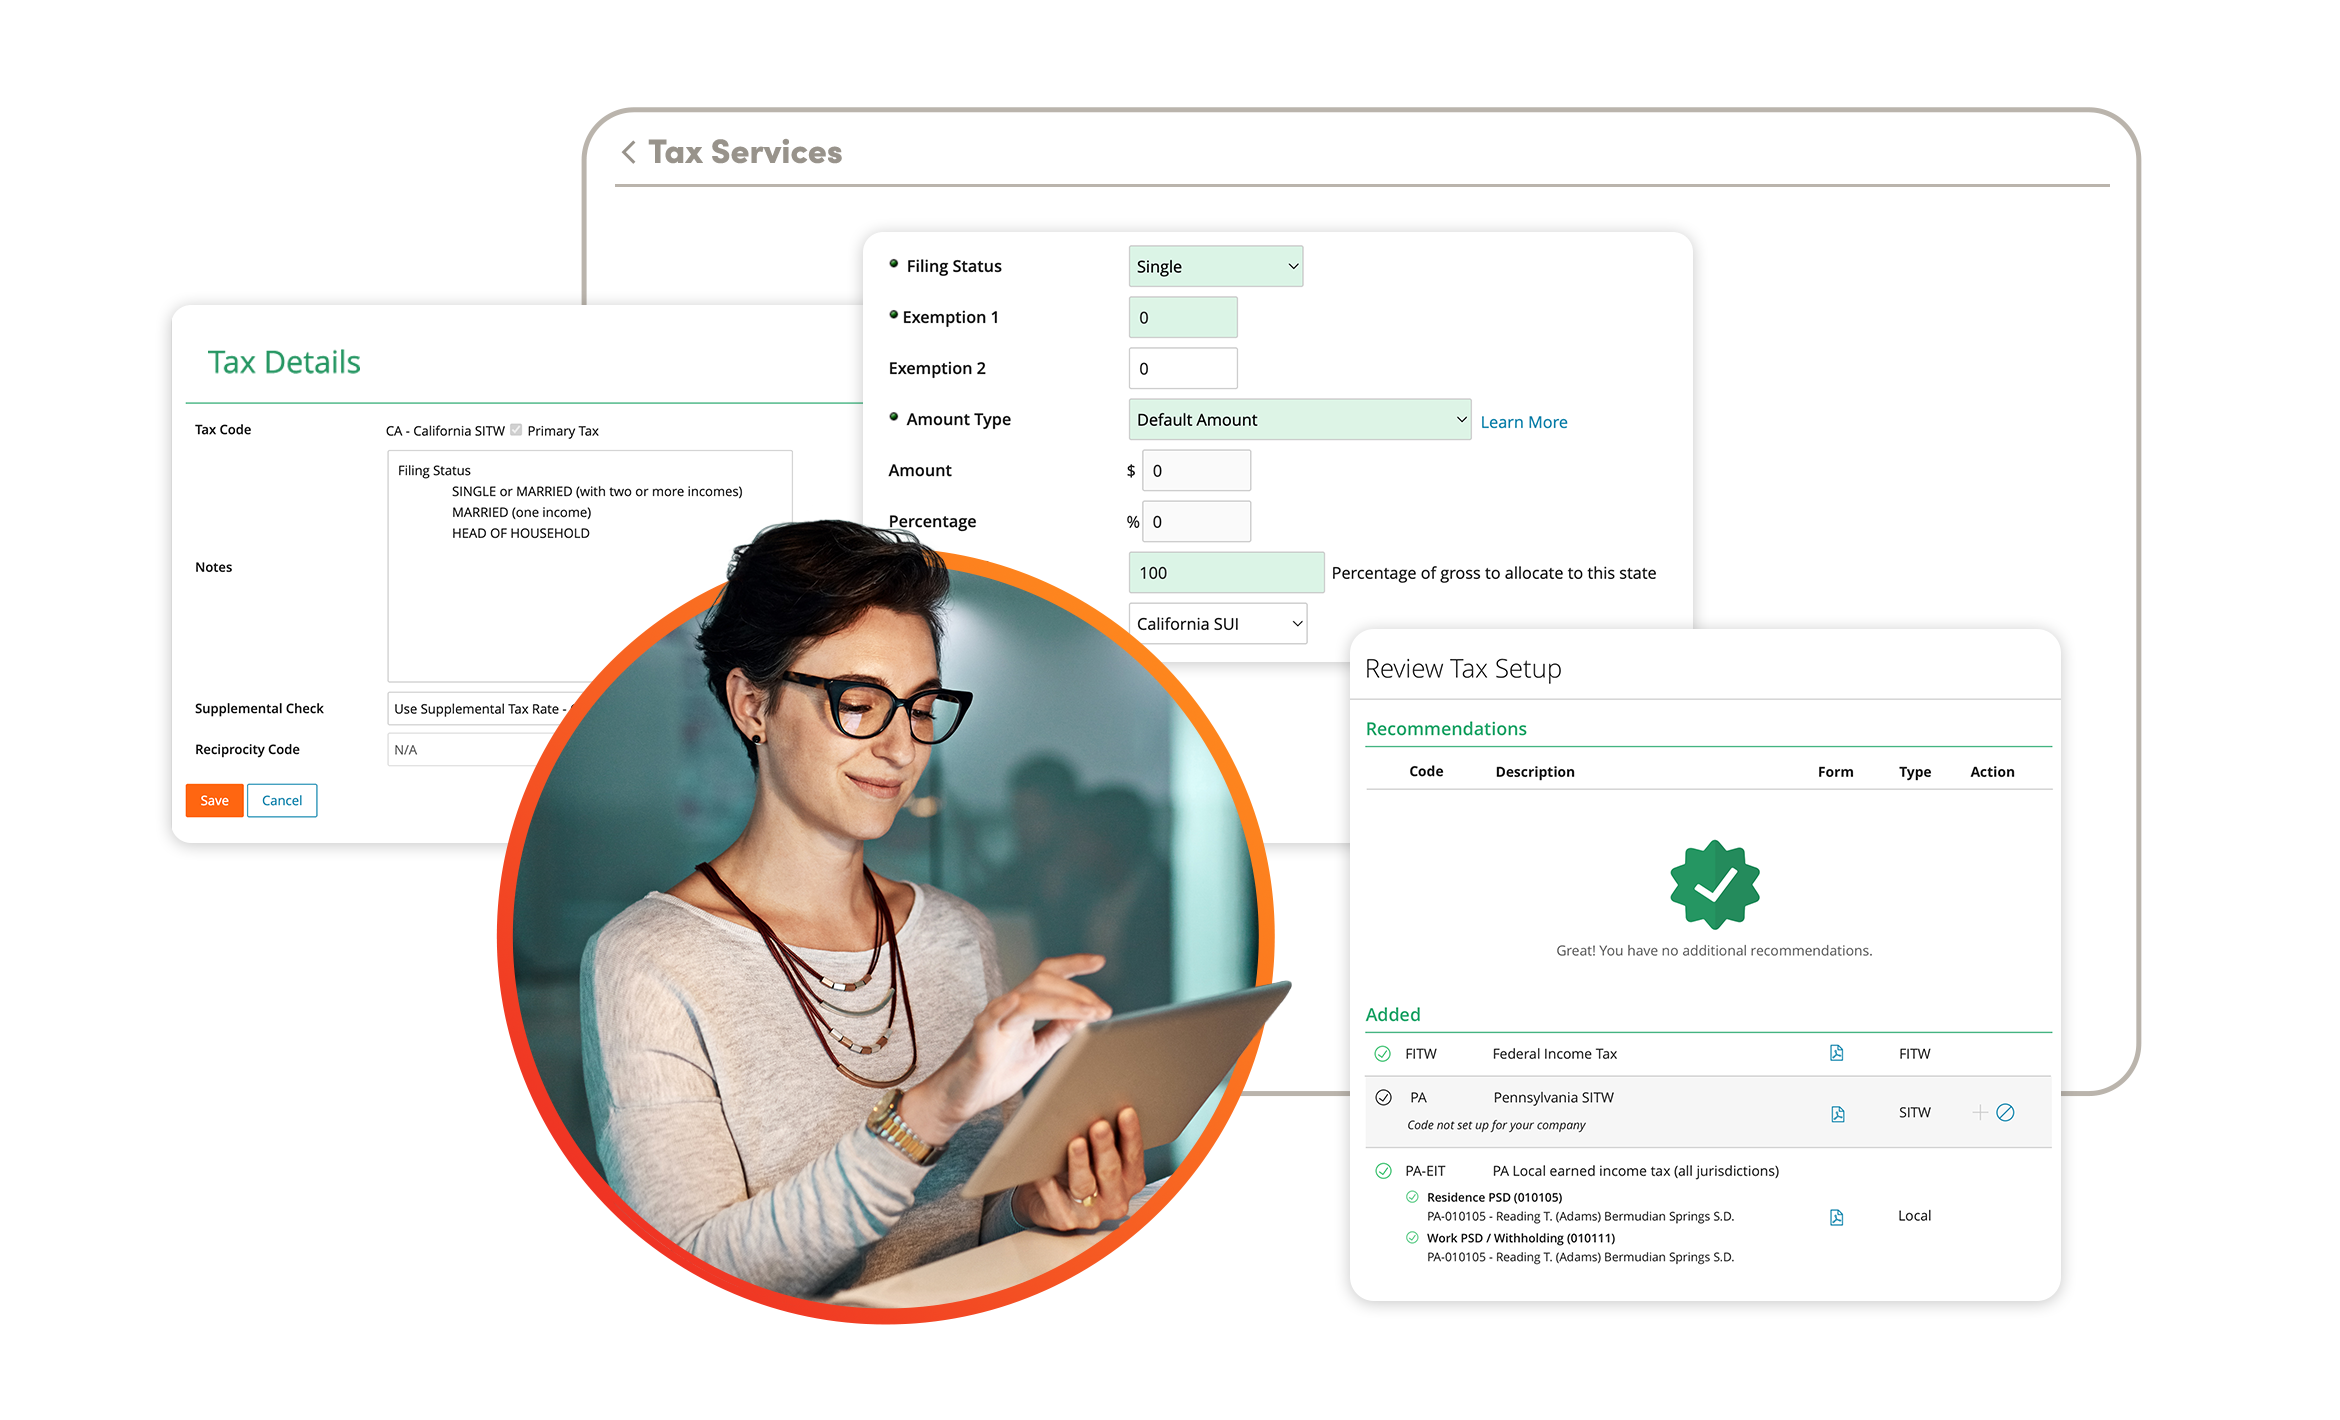 Tax Services
Tax Details
Tax Code CA - California SITW Primary Tax
Filing Status
SINGLE or MARRIED (with two or more incomes)
MARRIED (one income)
HEAD OF HOUSEHOLD
Notes
Supplemental Check Use Supplemental Tax Rate -
Reciprocity Code N/A
Save Cancel
Filing Status Single
Exemption 1 0
Exemption 2 0
Amount Type Default Amount Learn More
Amount $ 0
Percentage % 0
100 Percentage of gross to allocate to this state
California SUI
Review Tax Setup
Recommendations
Code Description Form Type Action
Great! You have no additional recommendations.
Added
FITW Federal Income Tax FITW
PA Pennsylvania SITW SITW
Code not set up for your company
PA-EIT PA Local earned income tax (all jurisdictions)
Residence PSD (010105)
PA-010105 - Reading T. (Adams) Bermudian Springs S.D.
Local
Work PSD / Withholding (010111)
PA-010105 - Reading T. (Adams) Bermudian Springs S.D.